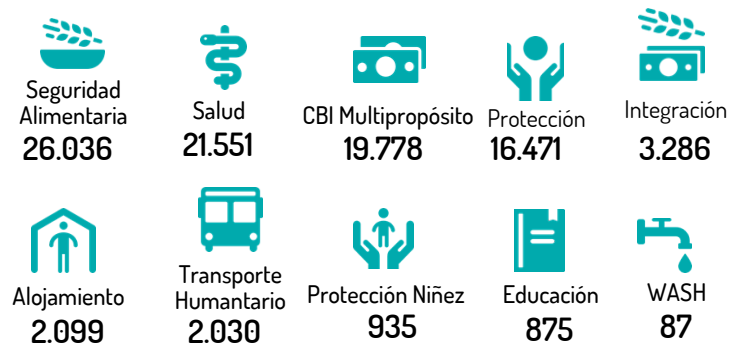 Seguridad
Alimentaria
26.036
Salud
21.551
CBI Multipropósito
19.778
Protección
16.471
Integración
3.286
Alojamiento
2.099
Transporte
Humantario
2.030
Protección Niñez
935
Educación
875
WASH
87